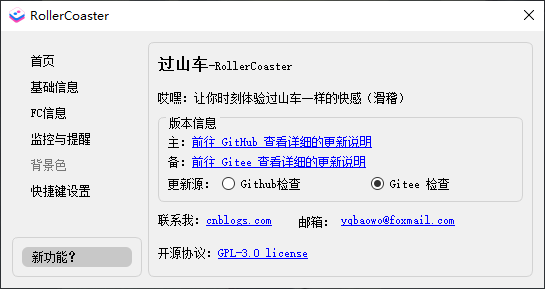 RollerCoaster
首页
基础信息
FC信息
监控与提醒
背景色
快捷键设置
新功能？
过山车-RollerCoaster
哎嘿：让你时刻体验过山车一样的快感（滑稽）
版本信息
主：前往 GitHub 查看详细的更新说明
备：前往 Gitee 查看详细的更新说明
更新源： Github检查 Gitee 检查
联系我：cnblogs.com 邮箱： yqbaowo@foxmail.com
开源协议：GPL-3.0 license